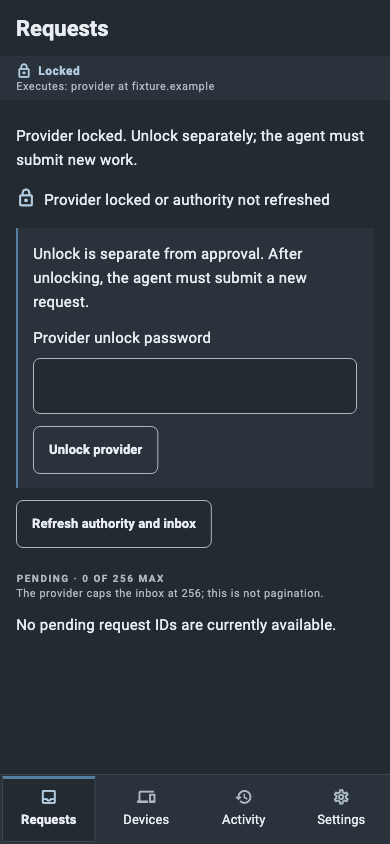 Requests
Locked
Executes: provider at fixture.example
Provider locked. Unlock separately; the agent must
submit new work.
Provider locked or authority not refreshed
Unlock is separate from approval. After
unlocking, the agent must submit a new
request.
Provider unlock password
Unlock provider
Refresh authority and inbox
PENDING · 0 OF 256 MAX
The provider caps the inbox at 256; this is not pagination.
No pending request IDs are currently available.
Requests
Devices
Activity
Settings